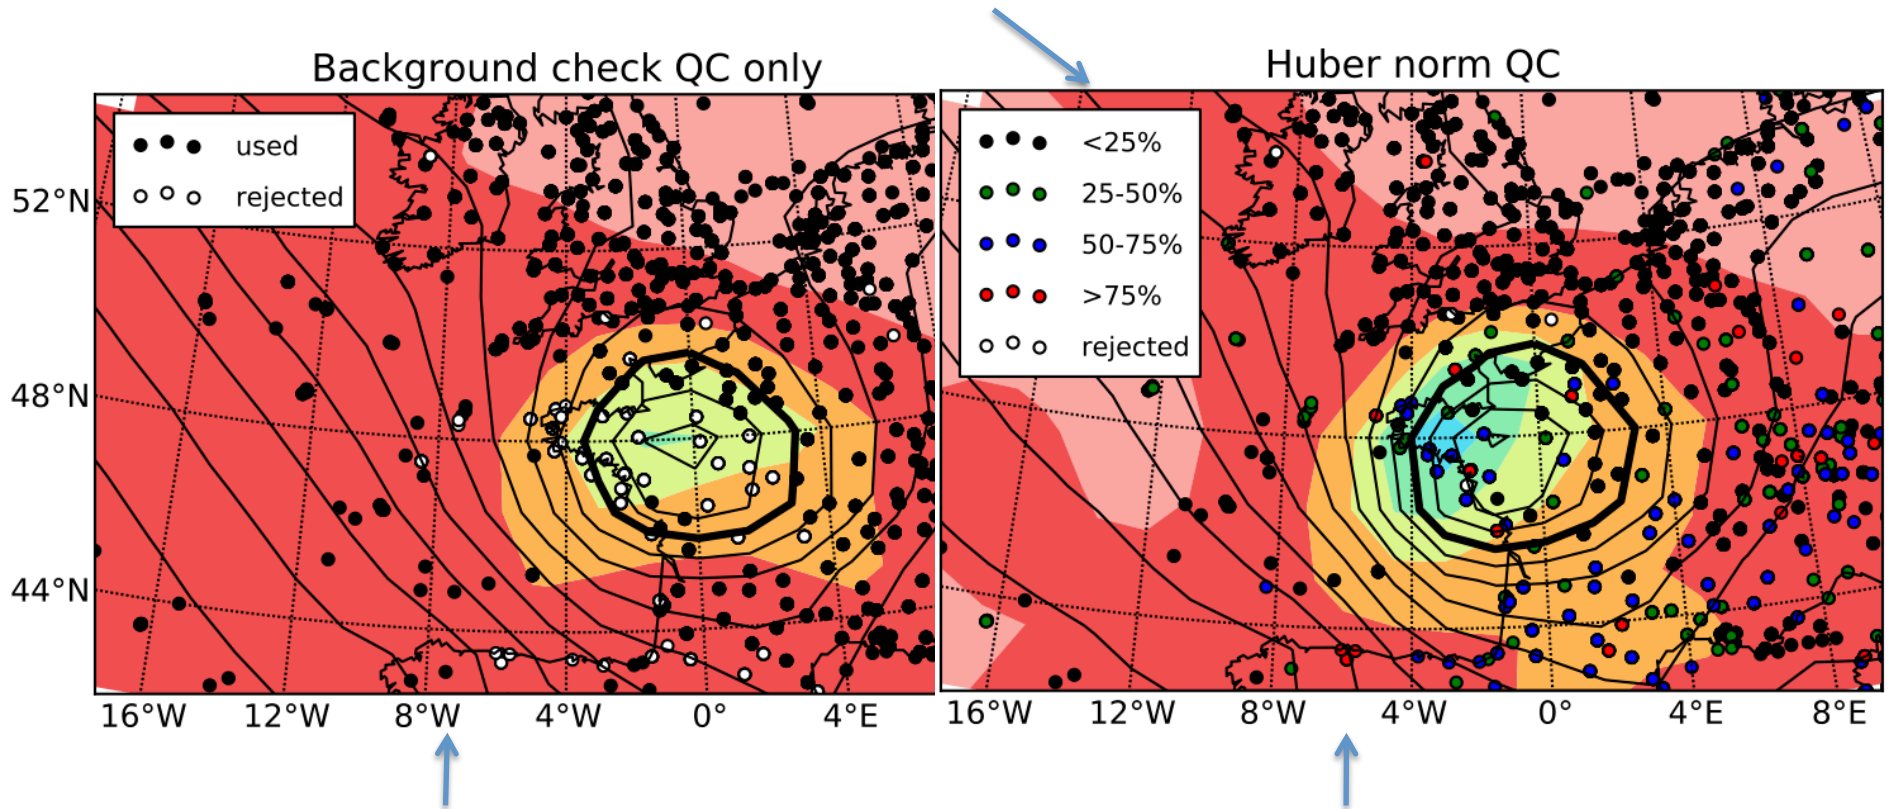 Background check QC only
used
rejected
52°N
48°N
44°N
16°W 12°W 8°W 4°W 0° 4°E
Huber norm QC
<25%
25-50%
50-75%
>75%
rejected
16°W 12°W 8°W 4°W 0° 4°E 8°E